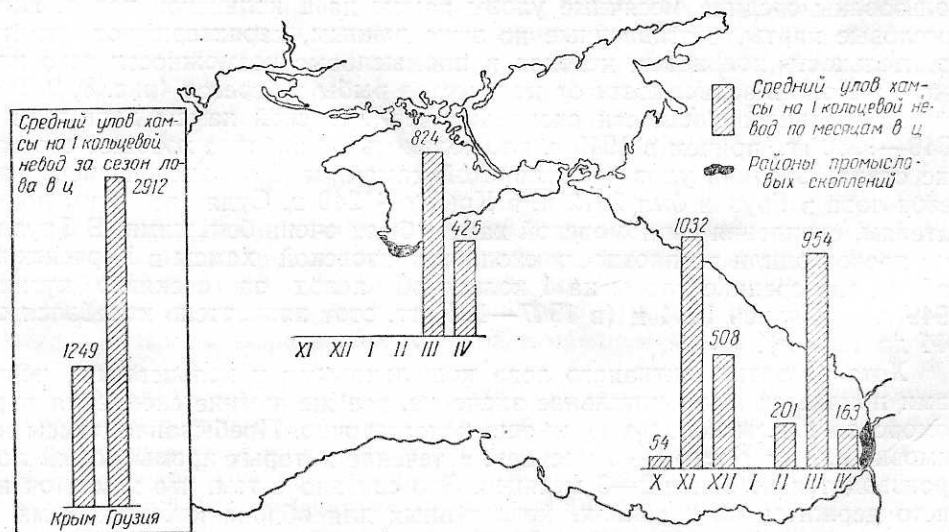 Средний улов хам-
сы на 1 кольцевой
невод за сезон ло-
ва в ц
2912
1249
Крым Грузия
824
425
XI XII I II III IV
Средний улов хам-
сы на 1 кольцевой не-
вод по месяцам в ц
Районы промысло-
вых скоплений
1032
954
508
201
163
54
X XI XII I II III IV